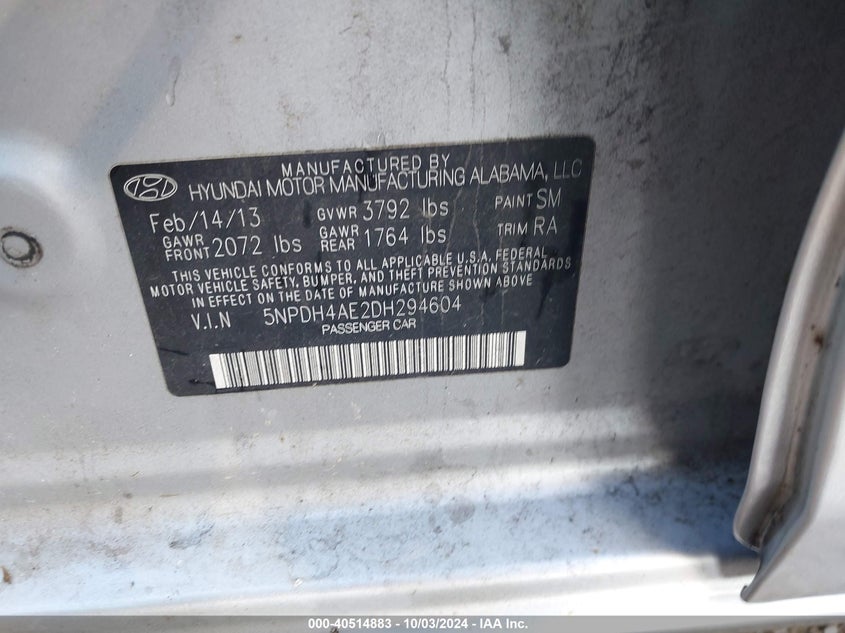 MANUFACTURED BY
HYUNDAI MOTOR MANUFACTURING ALABAMA, LLC
Feb/14/13 GVWR 3792 lbs PAINT SM
GAWR FRONT 2072 lbs GAWR REAR 1764 lbs TRIM RA
THIS VEHICLE CONFORMS TO ALL APPLICABLE U.S.A. FEDERAL
MOTOR VEHICLE SAFETY, BUMPER, AND THEFT PREVENTION STANDARDS
IN EFFECT ON THE DATE OF MANUFACTURE SHOWN ABOVE
V.I.N 5NPDH4AE2DH294604
PASSENGER CAR
000-40514883 - 10/03/2024 - IAA Inc.